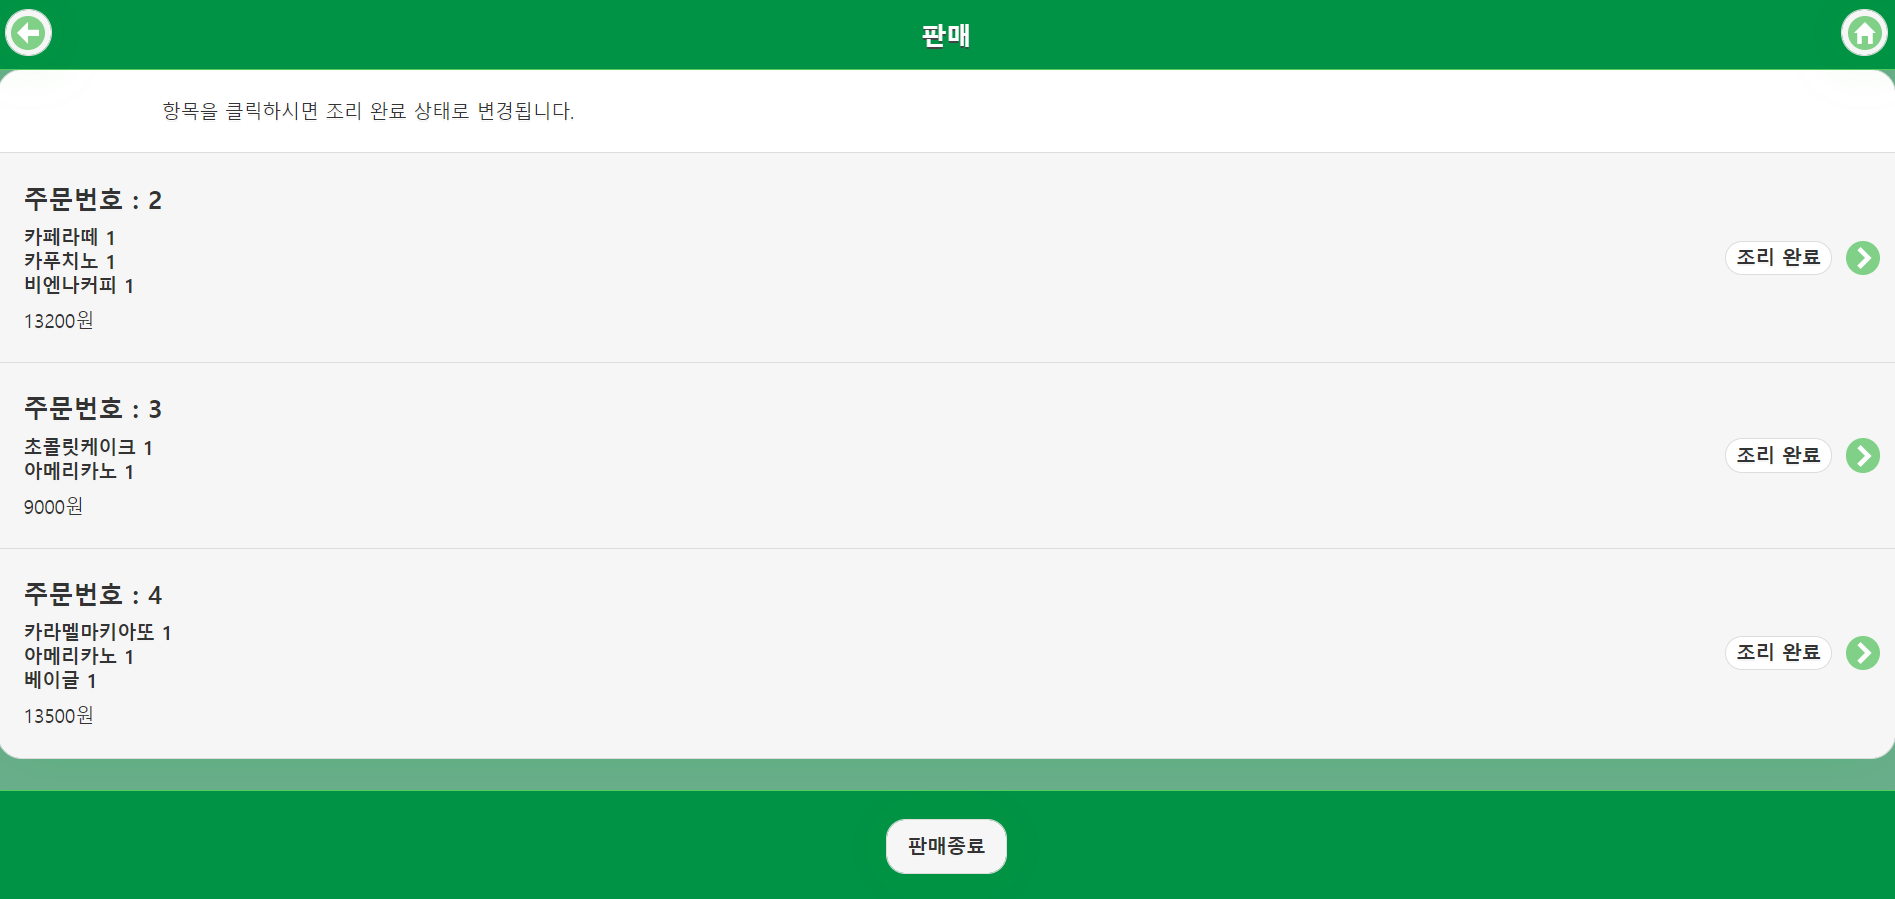 판매
항목을 클릭하시면 조리 완료 상태로 변경됩니다.
주문번호 : 2
카페라떼 1
카푸치노 1
비엔나커피 1
13200원
조리 완료
주문번호 : 3
초콜릿케이크 1
아메리카노 1
9000원
조리 완료
주문번호 : 4
카라멜마키아또 1
아메리카노 1
베이글 1
13500원
조리 완료
판매종료